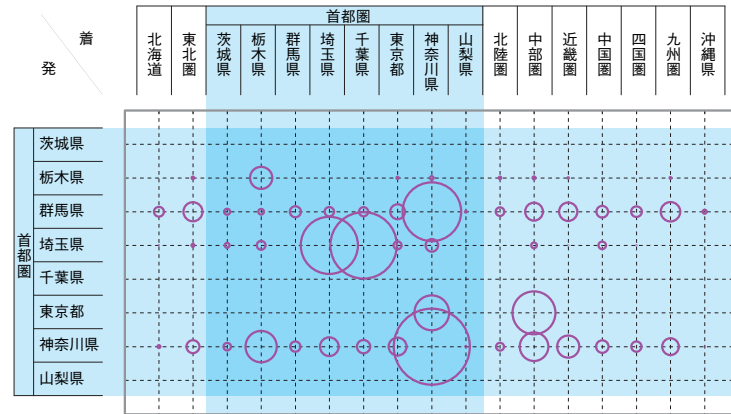 着
発
首都圏
北海道
東北圏
茨城県
栃木県
群馬県
埼玉県
千葉県
東京都
神奈川県
山梨県
北陸圏
中部圏
近畿圏
中国圏
四国圏
九州圏
沖縄県
首都圏
茨城県
栃木県
群馬県
埼玉県
千葉県
東京都
神奈川県
山梨県